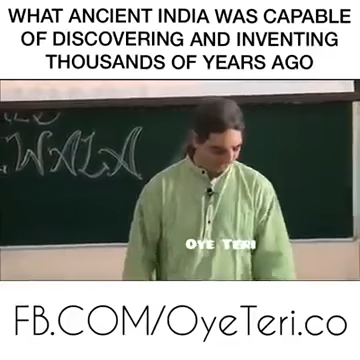 WHAT ANCIENT INDIA WAS CAPABLE
OF DISCOVERING AND INVENTING
THOUSANDS OF YEARS AGO
WALA
OYE TERI
FB.COM/OyeTeri.co